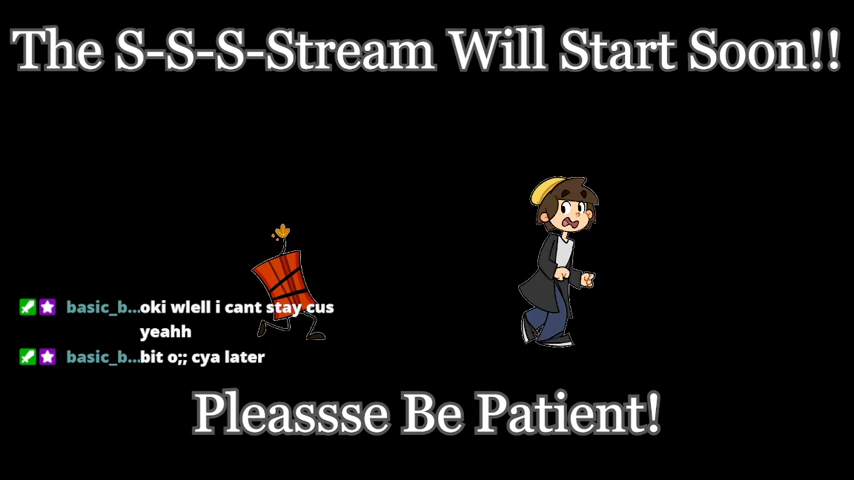 The S-S-S-Stream Will Start Soon!!
basic_b...oki wlell i cant stay cus
yeahh
basic_b...bit o;; cya later
Pleassse Be Patient!